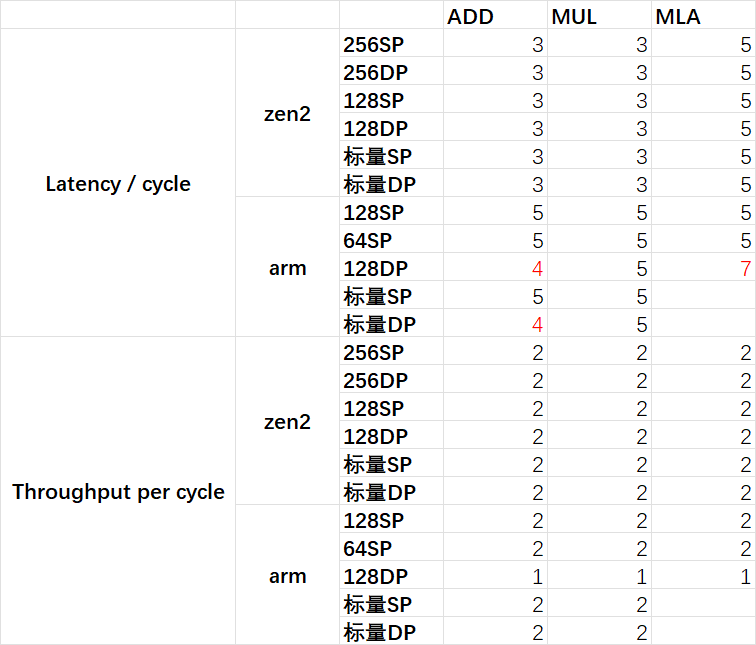 ADD MUL MLA
Latency / cycle
zen2
256SP 3 3 5
256DP 3 3 5
128SP 3 3 5
128DP 3 3 5
标量SP 3 3 5
标量DP 3 3 5
arm
128SP 5 5 5
64SP 5 5 5
128DP 4 5 7
标量SP 5 5
标量DP 4 5
Throughput per cycle
zen2
256SP 2 2 2
256DP 2 2 2
128SP 2 2 2
128DP 2 2 2
标量SP 2 2 2
标量DP 2 2 2
arm
128SP 2 2 2
64SP 2 2 2
128DP 1 1 1
标量SP 2 2
标量DP 2 2